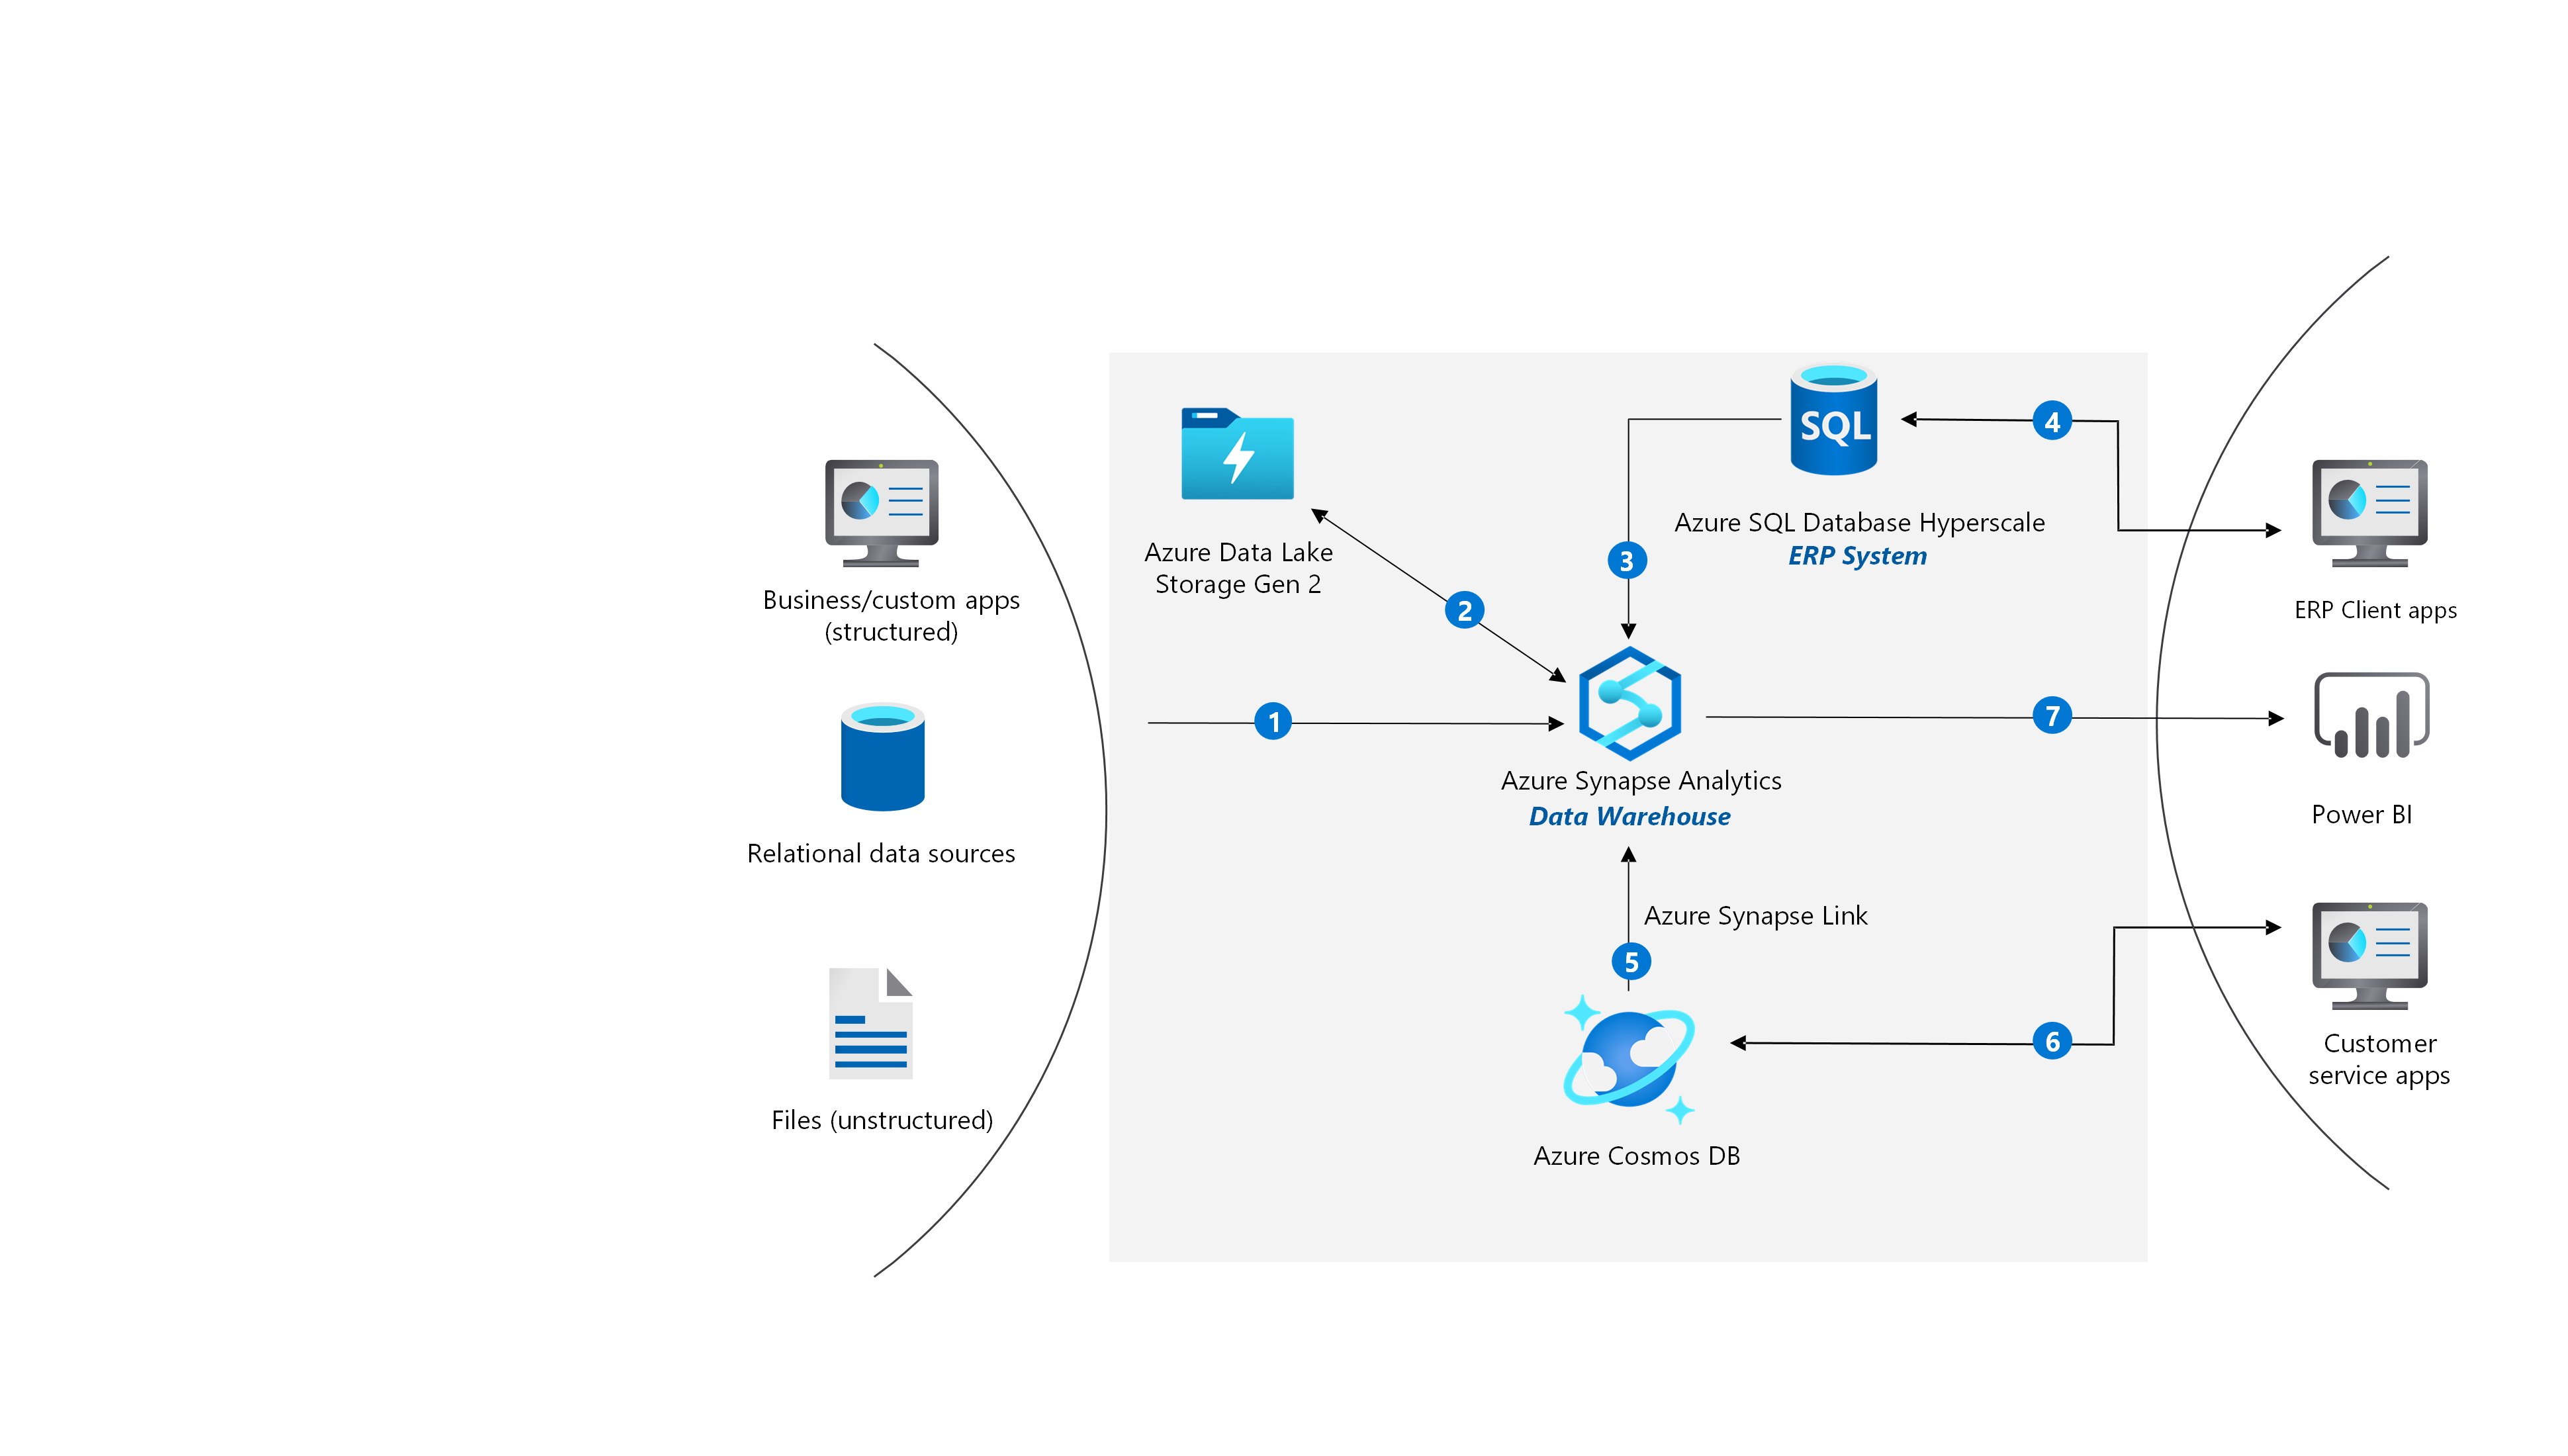 Business/custom apps
(structured)
Relational data sources
Files (unstructured)
Azure Data Lake
Storage Gen 2
1
2
3
SQL
Azure SQL Database Hyperscale
ERP System
4
Azure Synapse Analytics
Data Warehouse
7
Azure Synapse Link
5
6
Azure Cosmos DB
ERP Client apps
Power BI
Customer
service apps